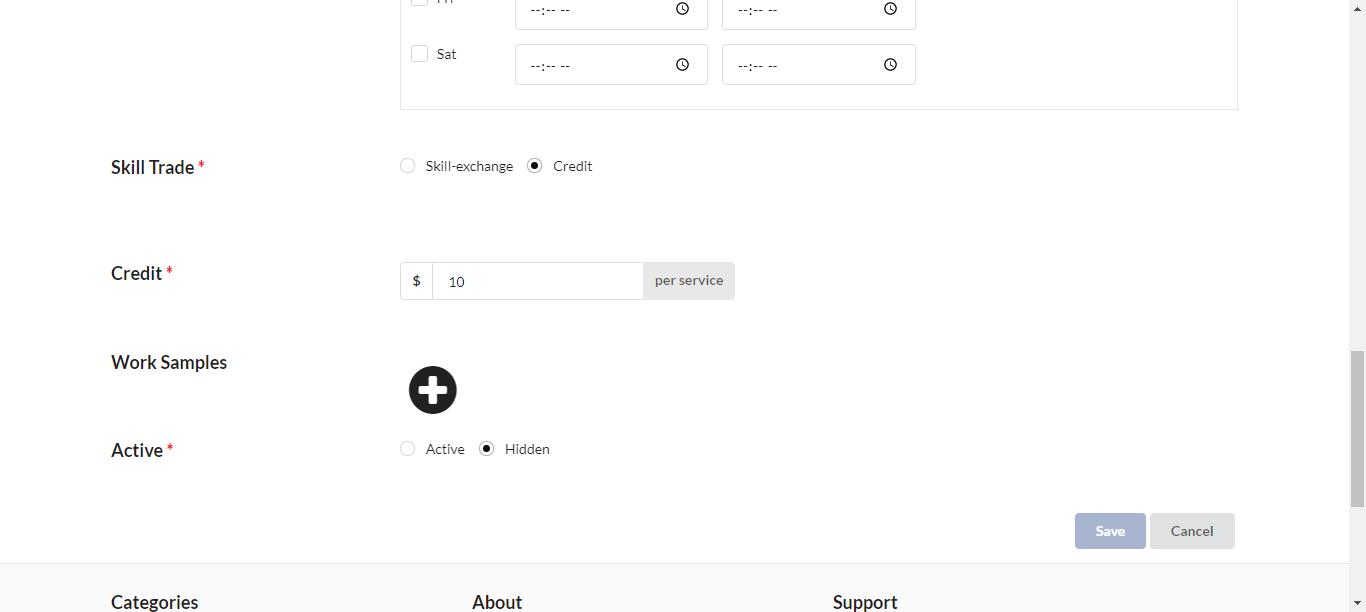 --:-- -- --:-- --
Sat --:-- -- --:-- --
Skill Trade * Skill-exchange Credit
Credit * $ 10 per service
Work Samples
Active * Active Hidden
Save Cancel
Categories About Support